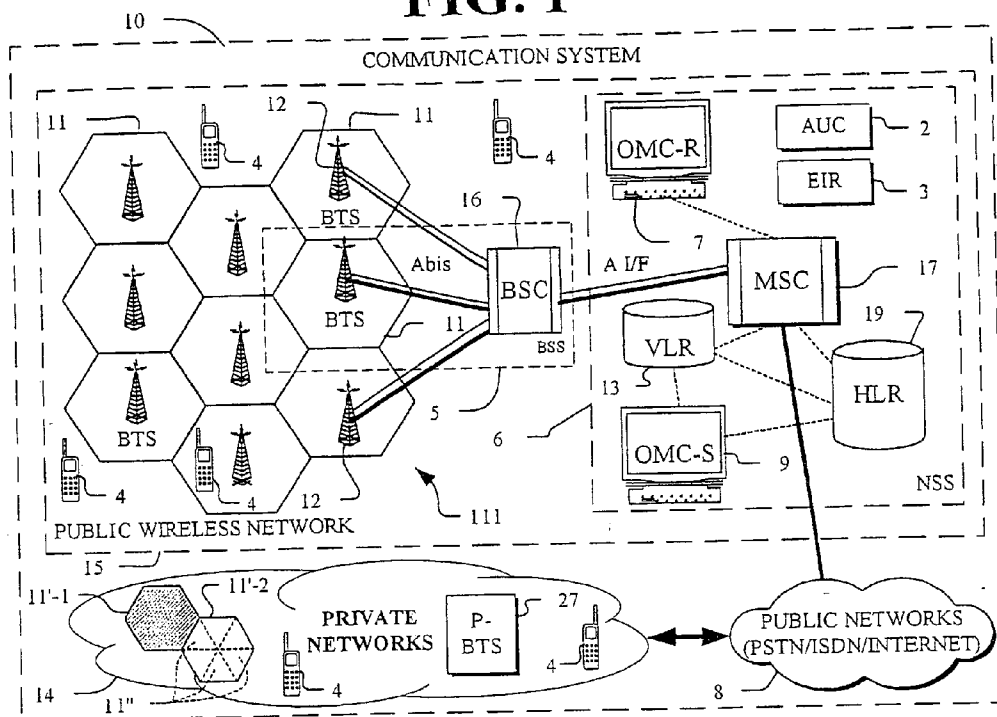 FIG. 1
10
COMMUNICATION SYSTEM
11
12
11
4
4
OMC-R
AUC
2
EIR
3
7
BTS
16
Abis
BSC
A I/F
MSC
17
BTS
11
BSS
VLR
13
19
HLR
5
6
OMC-S
9
BTS
4
4
12
111
NSS
PUBLIC WIRELESS NETWORK
15
11'-1
11'-2
PRIVATE
NETWORKS
P-
BTS
27
4
4
PUBLIC NETWORKS
(PSTN/ISDN/INTERNET)
8
14
11"